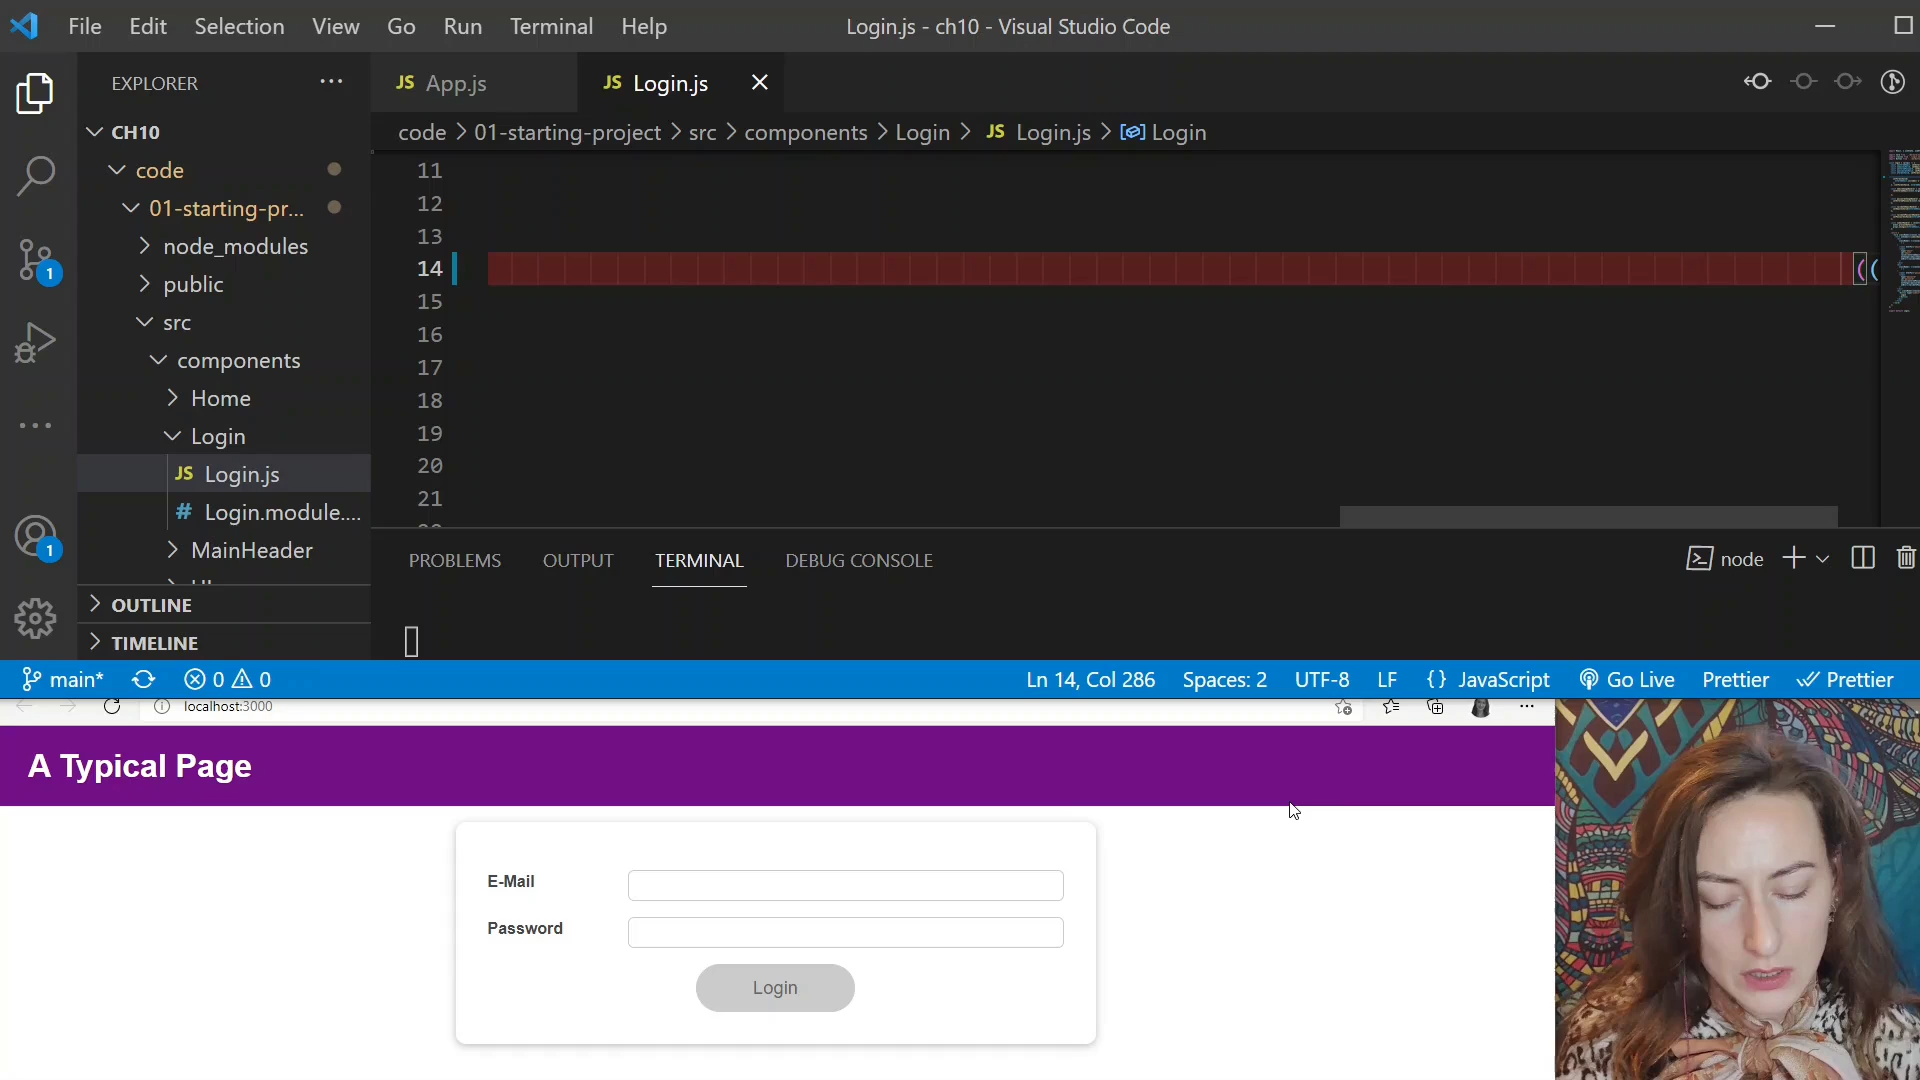 File Edit Selection View Go Run Terminal Help
Login.js - ch10 - Visual Studio Code
EXPLORER
JS App.js
JS Login.js
CH10
code > 01-starting-project > src > components > Login > JS Login.js > Login
code
01-starting-pr...
node_modules
public
src
components
Home
Login
JS Login.js
# Login.module....
MainHeader
OUTLINE
TIMELINE
11
12
13
14 ((
15
16
17
18
19
20
21
1
1
PROBLEMS OUTPUT TERMINAL DEBUG CONSOLE
node
main* 0 0
Ln 14, Col 286 Spaces: 2 UTF-8 LF {} JavaScript Go Live Prettier Prettier
localhost:3000
A Typical Page
E-Mail
Password
Login